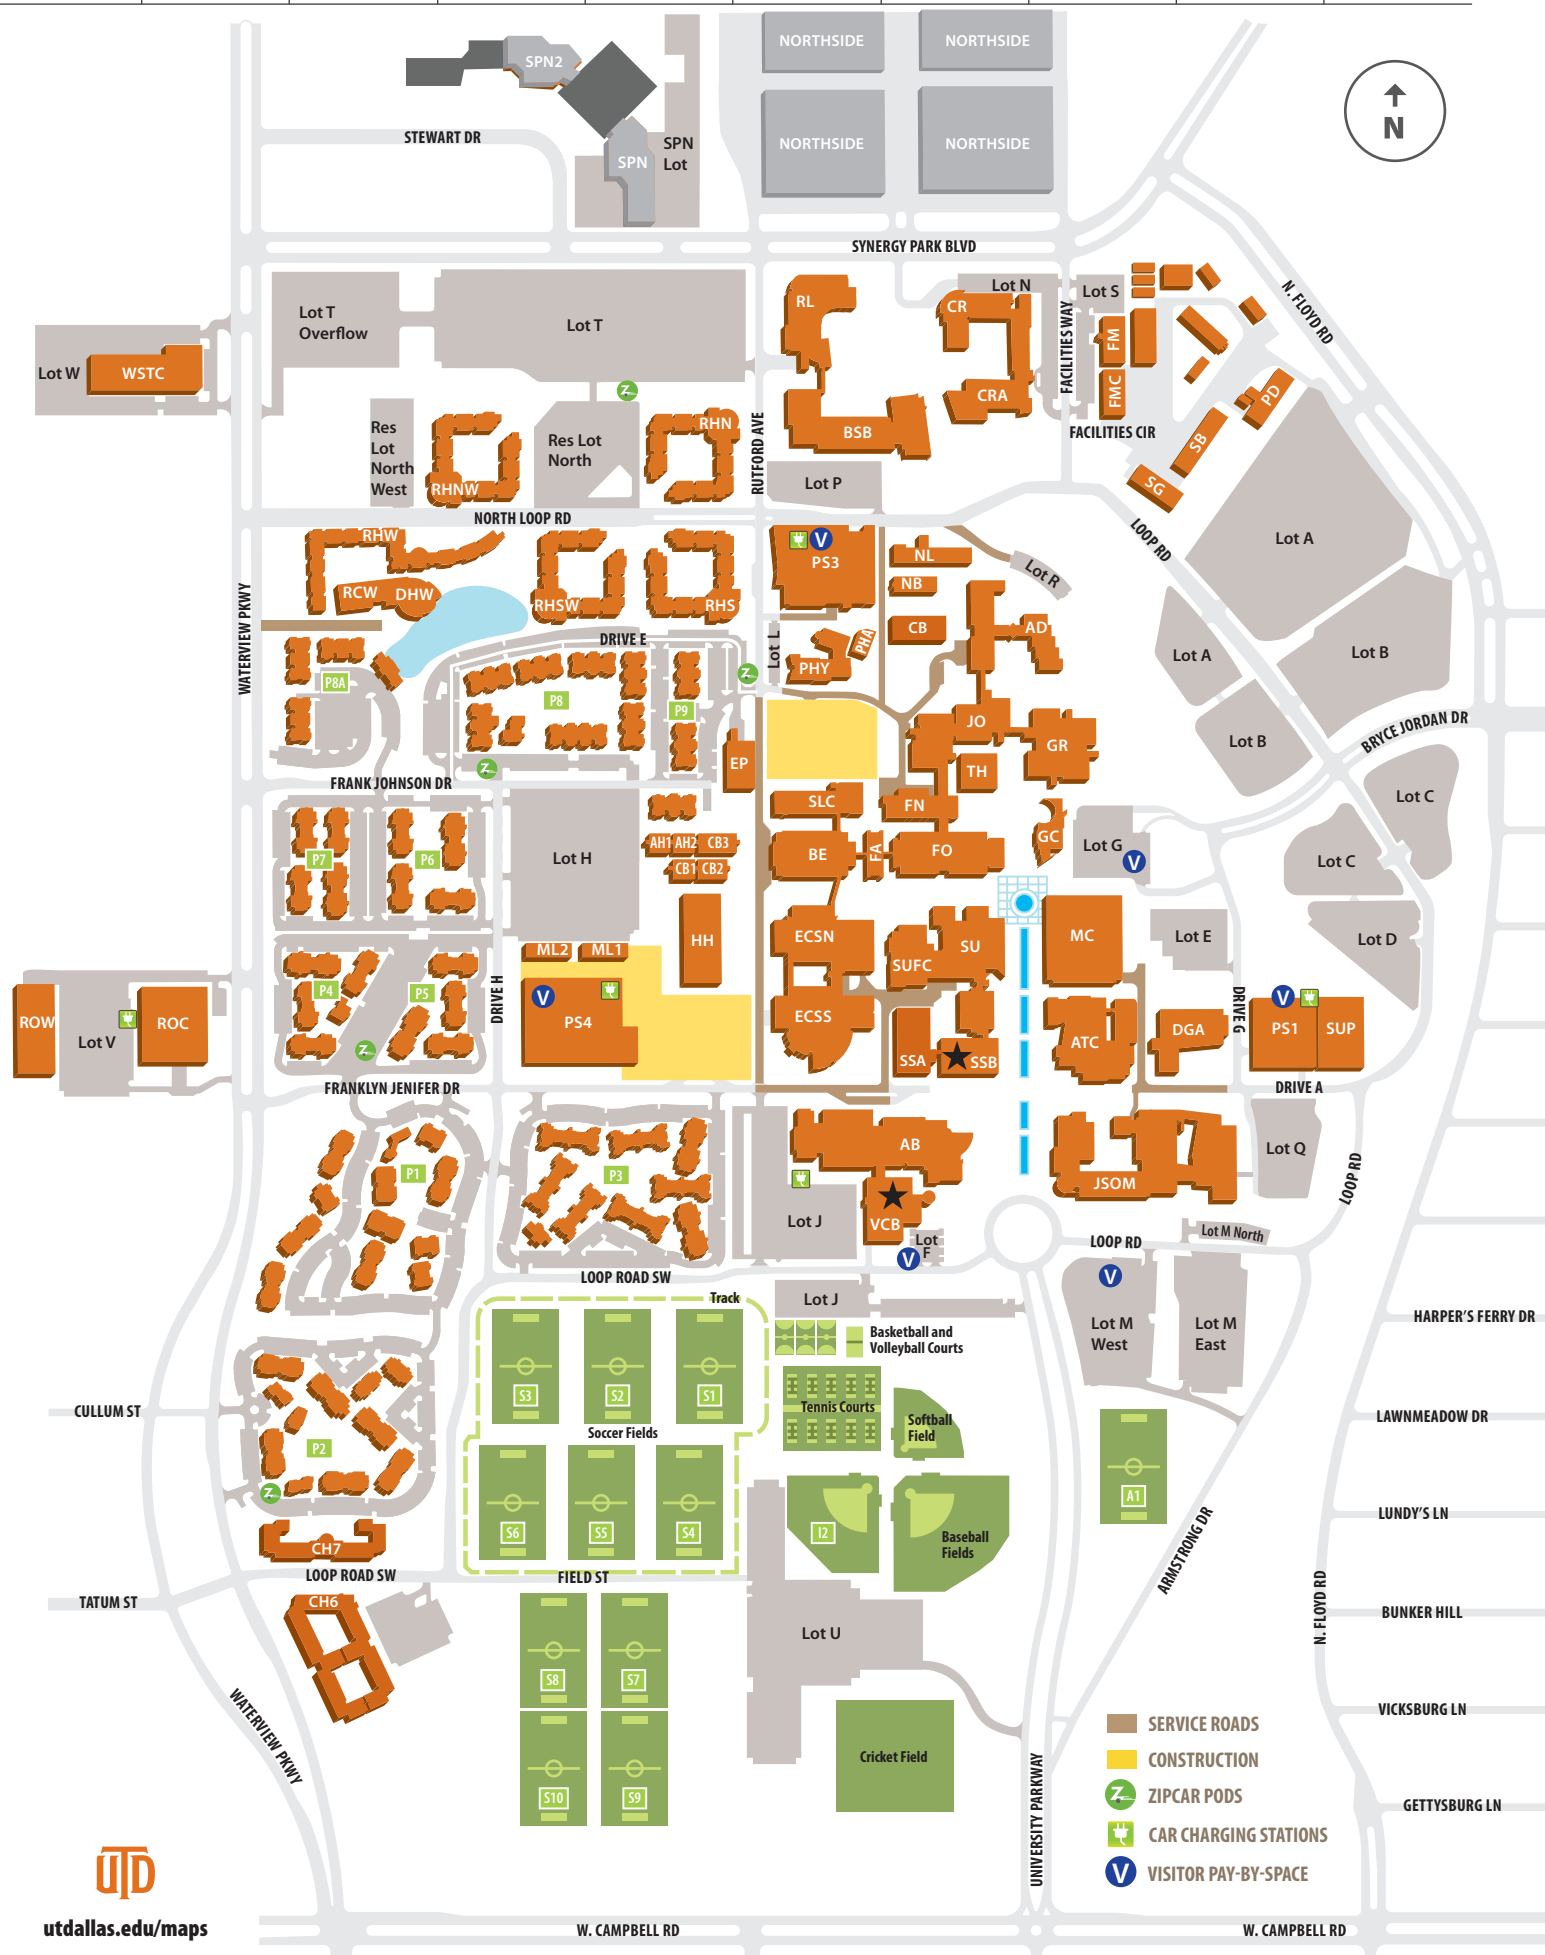 NORTHSIDE
NORTHSIDE
SPN2
STEWART DR
SPN
SPN
Lot
NORTHSIDE
NORTHSIDE
N
SYNERGY PARK BLVD
N. FLOYD RD
Lot T
Overflow
Lot T
RL
CR
Lot N
Lot S
FACILITIES WAY
FM
FMC
Lot W
WSTC
CRA
PD
BSB
SB
SG
FACILITIES CIR
Z
Res
Lot
North
West
RHNW
Res Lot
North
RHN
RUTFORD AVE
Lot P
NORTH LOOP RD
LOOP RD
Lot A
RHW
RCW
DHW
RHSW
RHS
V
PS3
NL
NB
CB
Lot R
AD
WATERVIEW PKWY
DRIVE E
Lot L
PHY
PHA
Lot A
Lot B
P8A
P8
P9
Z
JO
GR
Lot B
BRYCE JORDAN DR
EP
TH
Z
FRANK JOHNSON DR
SLC
FN
Lot C
P7
P6
Lot H
AH1
AH2
CB3
CB1
CB2
BE
FA
FO
GC
Lot G
V
Lot C
HH
ECSN
SUFC
SU
MC
Lot E
Lot D
ML2
ML1
P4
P5
DRIVE H
V
PS4
ECSS
SSA
SSB
ATC
DGA
DRIVE G
V
PS1
SUP
ROW
Lot V
ROC
Z
FRANKLYN JENIFER DR
DRIVE A
P1
P3
AB
Lot Q
JSOM
LOOP RD
Lot J
VCB
Lot
F
V
Lot M North
LOOP RD
LOOP ROAD SW
Track
Lot J
V
Lot M
West
Lot M
East
HARPER'S FERRY DR
Basketball and
Volleyball Courts
S3
S2
S1
Tennis Courts
Softball
Field
CULLUM ST
LAWNMEADOW DR
Soccer Fields
P2
Z
S6
S5
S4
I2
Baseball
Fields
A1
LUNDY'S LN
CH7
LOOP ROAD SW
FIELD ST
ARMSTRONG DR
TATUM ST
CH6
Lot U
N. FLOYD RD
BUNKER HILL
S8
S7
WATERVIEW PKWY
VICKSBURG LN
SERVICE ROADS
CONSTRUCTION
Cricket Field
S10
S9
UNIVERSITY PARKWAY
Z
ZIPCAR PODS
GETTYSBURG LN
CAR CHARGING STATIONS
V
VISITOR PAY-BY-SPACE
UTD
utdallas.edu/maps
W. CAMPBELL RD
W. CAMPBELL RD